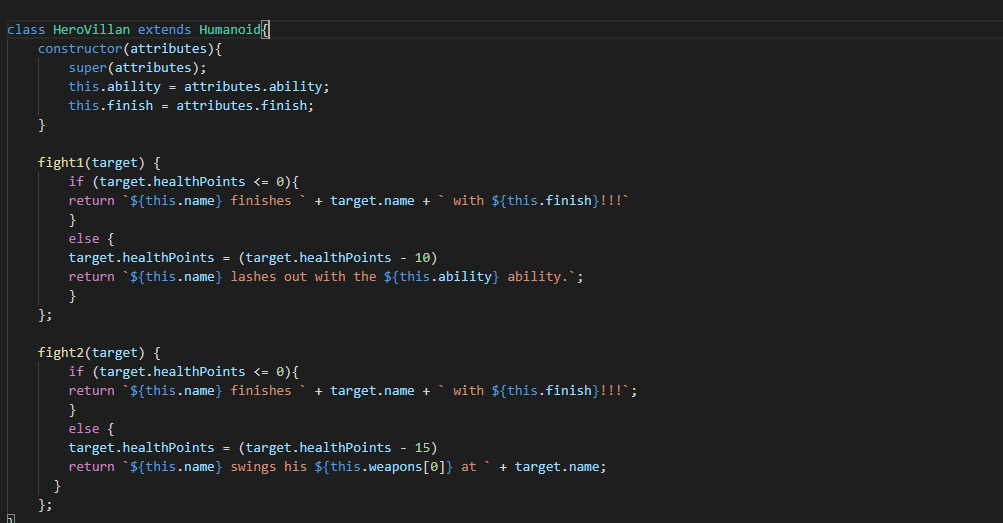 class HeroVillan extends Humanoid{
    constructor(attributes){
        super(attributes);
        this.ability = attributes.ability;
        this.finish = attributes.finish;
    }

    fight1(target) {
        if (target.healthPoints <= 0){
        return `${this.name} finishes ` + target.name + ` with ${this.finish}!!!`
        }
        else {
        target.healthPoints = (target.healthPoints - 10)
        return `${this.name} lashes out with the ${this.ability} ability.`;
        }
    };

    fight2(target) {
        if (target.healthPoints <= 0){
        return `${this.name} finishes ` + target.name + ` with ${this.finish}!!!`;
        }
        else {
        target.healthPoints = (target.healthPoints - 15)
        return `${this.name} swings his ${this.weapons[0]} at ` + target.name;
      }
    };
}